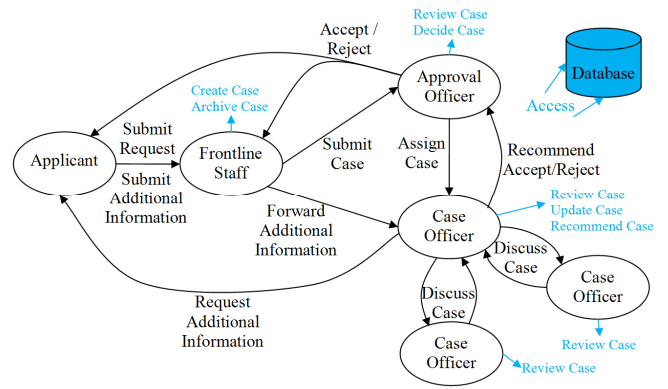 Review Case
Decide Case
Accept /
Reject
Database
Approval
Officer
Create Case
Archive Case
Access
Submit
Request
Applicant
Frontline
Staff
Submit
Case
Assign
Case
Recommend
Accept/Reject
Submit
Additional
Information
Forward
Additional
Information
Case
Officer
Review Case
Update Case
Recommend Case
Discuss
Case
Case
Officer
Request
Additional
Information
Discuss
Case
Review Case
Case
Officer
Review Case